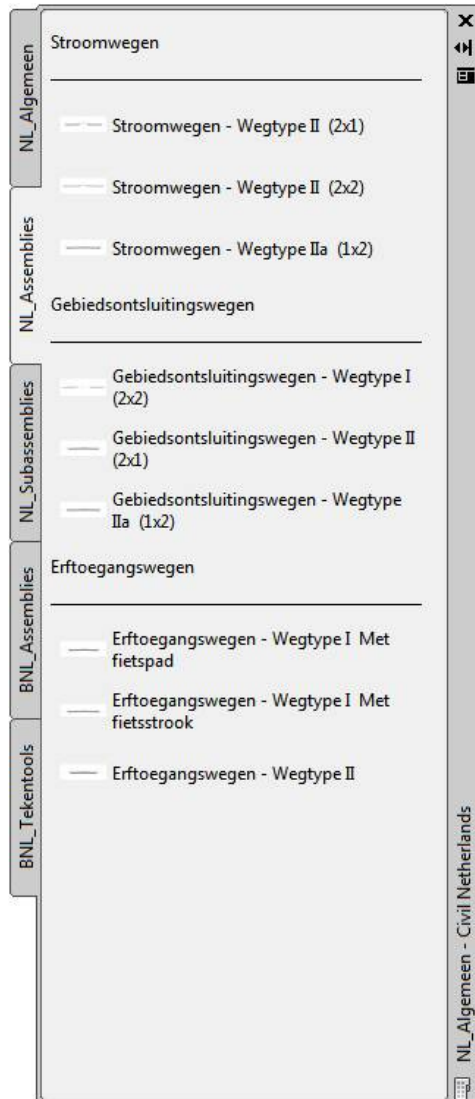 NL_Algemeen
NL_Assemblies
NL_Subassemblies
BNL_Assemblies
BNL_Tekentools
Stroomwegen
Stroomwegen - Wegtype II (2x1)
Stroomwegen - Wegtype II (2x2)
Stroomwegen - Wegtype IIa (1x2)
Gebiedsontsluitingswegen
Gebiedsontsluitingswegen - Wegtype I
(2x2)
Gebiedsontsluitingswegen - Wegtype II
(2x1)
Gebiedsontsluitingswegen - Wegtype
IIa (1x2)
Erftoegangswegen
Erftoegangswegen - Wegtype I Met
fietspad
Erftoegangswegen - Wegtype I Met
fietsstrook
Erftoegangswegen - Wegtype II
NL_Algemeen - Civil Netherlands